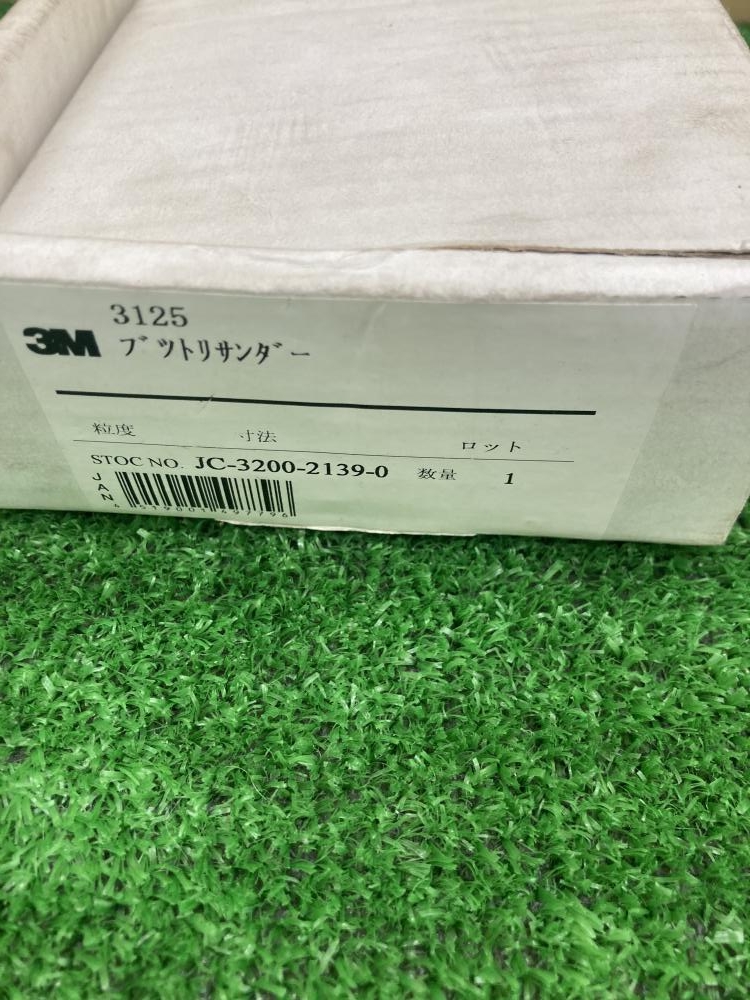 3125
3M ブツトリサンダー
粒度 寸法 ロット
STOC NO. JC-3200-2139-0 数量 1
JAN